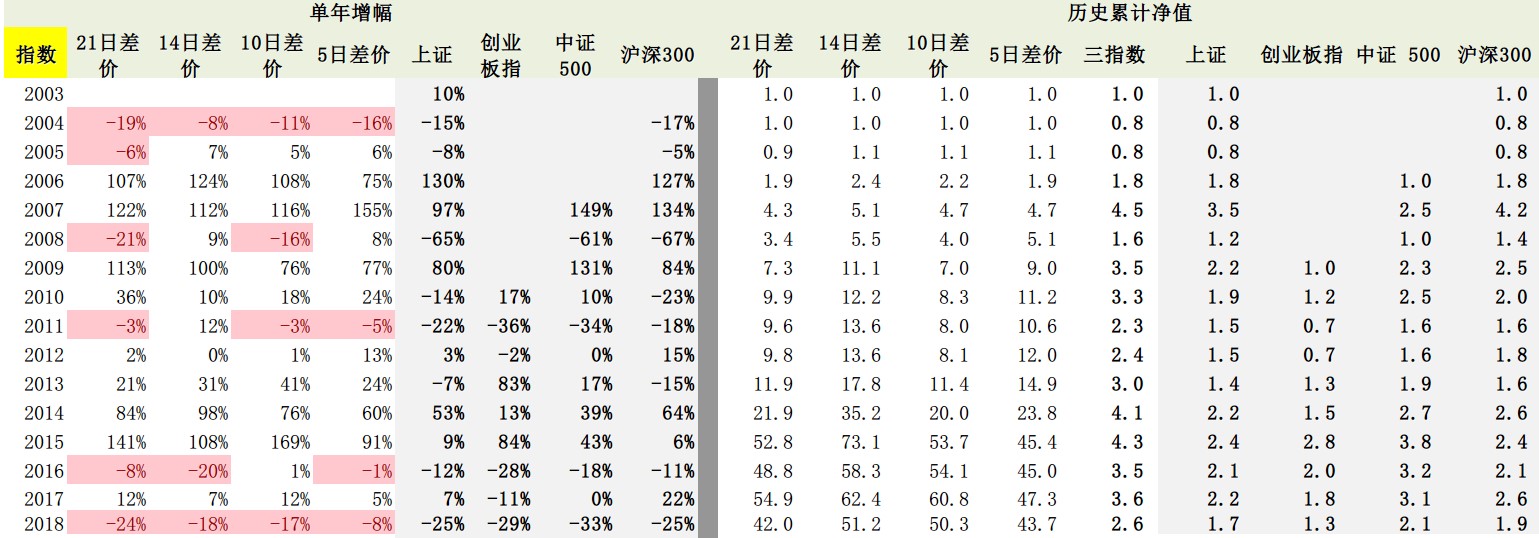 单年增幅 历史累计净值
指数 21日差价 14日差价 10日差价 5日差价 上证 创业板指 中证500 沪深300 21日差价 14日差价 10日差价 5日差价 三指数 上证 创业板指 中证 500 沪深300
2003 10% 1.0 1.0 1.0 1.0 1.0 1.0 1.0
2004 -19% -8% -11% -16% -15% -17% 1.0 1.0 1.0 1.0 0.8 0.8 0.8
2005 -6% 7% 5% 6% -8% -5% 0.9 1.1 1.1 1.1 0.8 0.8 0.8
2006 107% 124% 108% 75% 130% 127% 1.9 2.4 2.2 1.9 1.8 1.8 1.0 1.8
2007 122% 112% 116% 155% 97% 149% 134% 4.3 5.1 4.7 4.7 4.5 3.5 2.5 4.2
2008 -21% 9% -16% 8% -65% -61% -67% 3.4 5.5 4.0 5.1 1.6 1.2 1.0 1.4
2009 113% 100% 76% 77% 80% 131% 84% 7.3 11.1 7.0 9.0 3.5 2.2 1.0 2.3 2.5
2010 36% 10% 18% 24% -14% 17% 10% -23% 9.9 12.2 8.3 11.2 3.3 1.9 1.2 2.5 2.0
2011 -3% 12% -3% -5% -22% -36% -34% -18% 9.6 13.6 8.0 10.6 2.3 1.5 0.7 1.6 1.6
2012 2% 0% 1% 13% 3% -2% 0% 15% 9.8 13.6 8.1 12.0 2.4 1.5 0.7 1.6 1.8
2013 21% 31% 41% 24% -7% 83% 17% -15% 11.9 17.8 11.4 14.9 3.0 1.4 1.3 1.9 1.6
2014 84% 98% 76% 60% 53% 13% 39% 64% 21.9 35.2 20.0 23.8 4.1 2.2 1.5 2.7 2.6
2015 141% 108% 169% 91% 9% 84% 43% 6% 52.8 73.1 53.7 45.4 4.3 2.4 2.8 3.8 2.4
2016 -8% -20% 1% -1% -12% -28% -18% -11% 48.8 58.3 54.1 45.0 3.5 2.1 2.0 3.2 2.1
2017 12% 7% 12% 5% 7% -11% 0% 22% 54.9 62.4 60.8 47.3 3.6 2.2 1.8 3.1 2.6
2018 -24% -18% -17% -8% -25% -29% -33% -25% 42.0 51.2 50.3 43.7 2.6 1.7 1.3 2.1 1.9